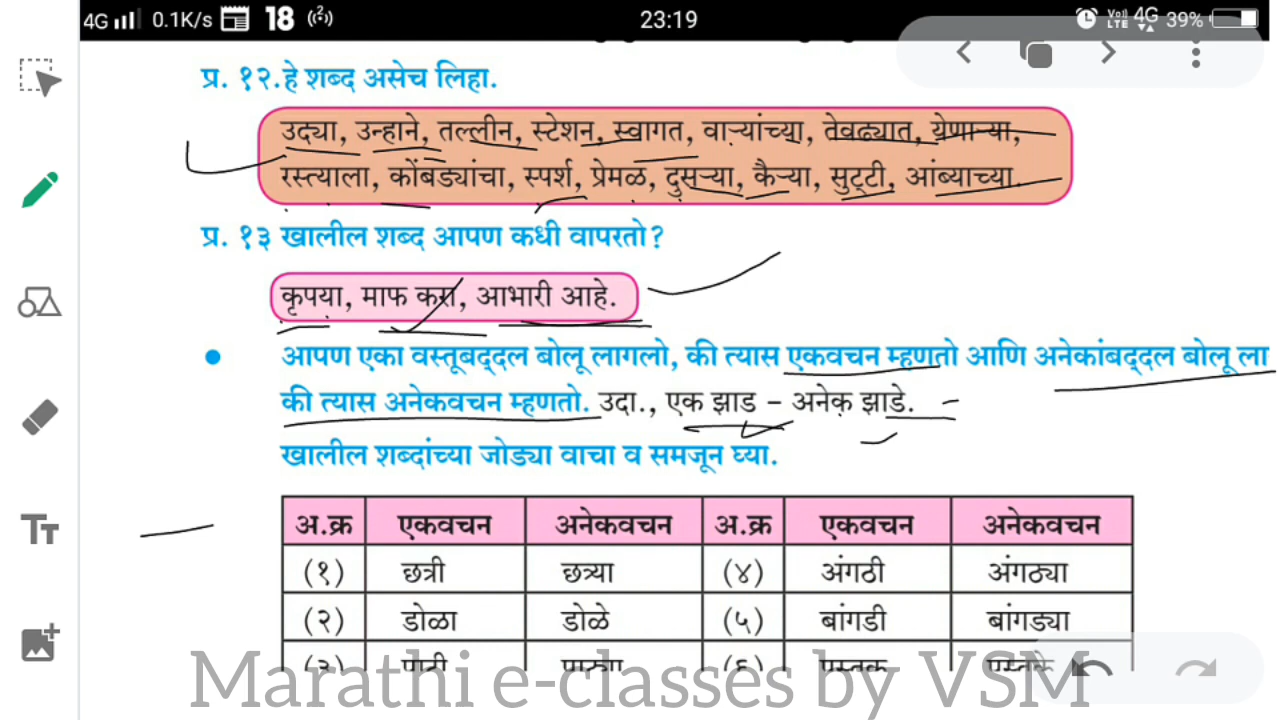 4G 0.1K/s 18 23:19 VoLTE 4G 39%
प्र. १२.हे शब्द असेच लिहा.
उद्या, उन्हाने, तल्लीन, स्टेशन, स्वागत, वाऱ्यांच्या, तेवढ्यात, येणाऱ्या,
रस्त्याला, कोंबड्यांचा, स्पर्श, प्रेमळ, दुसऱ्या, कैऱ्या, सुट्टी, आंब्याच्या.
प्र. १३ खालील शब्द आपण कधी वापरतो?
कृपया, माफ करा, आभारी आहे.
• आपण एका वस्तूबद्दल बोलू लागलो, की त्यास एकवचन म्हणतो आणि अनेकांबद्दल बोलू ला
की त्यास अनेकवचन म्हणतो. उदा., एक झाड – अनेक झाडे.
खालील शब्दांच्या जोड्या वाचा व समजून घ्या.
अ.क्र एकवचन अनेकवचन अ.क्र एकवचन अनेकवचन
(१) छत्री छत्र्या (४) अंगठी अंगठ्या
(२) डोळा डोळे (५) बांगडी बांगड्या
TT
Marathi e-classes by VSM